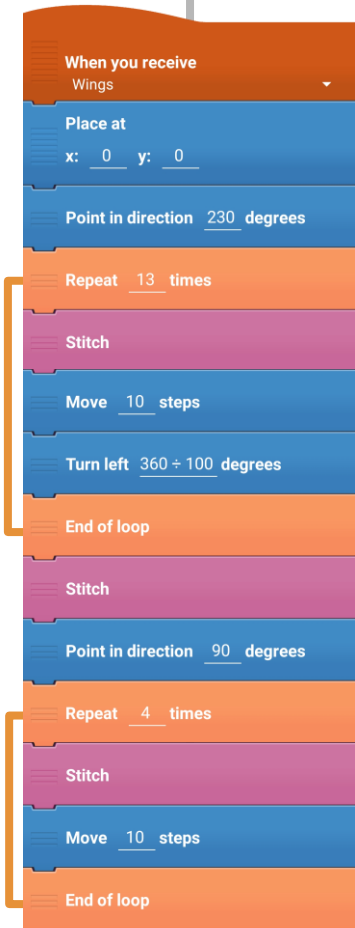 When you receive
Wings
Place at
x: 0 y: 0
Point in direction 230 degrees
Repeat 13 times
Stitch
Move 10 steps
Turn left 360 ÷ 100 degrees
End of loop
Stitch
Point in direction 90 degrees
Repeat 4 times
Stitch
Move 10 steps
End of loop